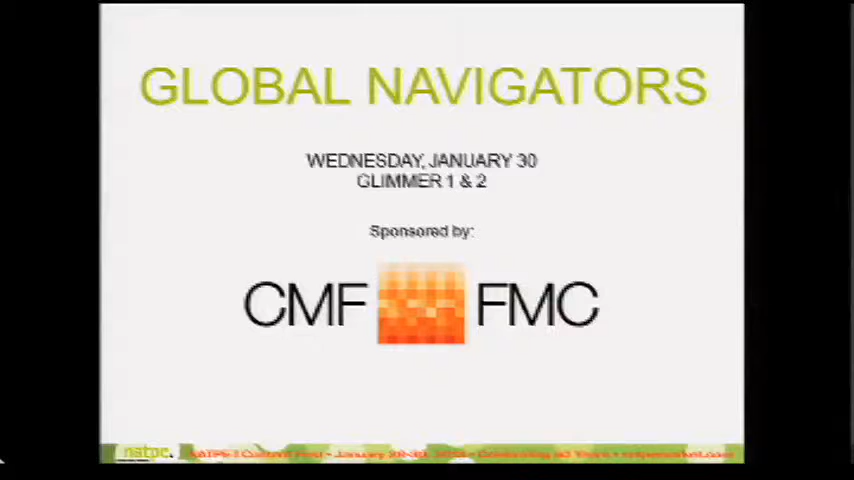 GLOBAL NAVIGATORS
WEDNESDAY, JANUARY 30
GLIMMER 1 & 2
Sponsored by:
CMF FMC
natpe.